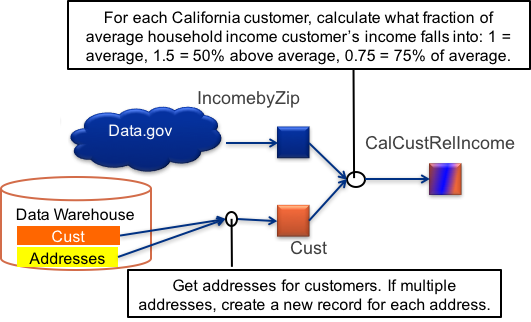 For each California customer, calculate what fraction of
average household income customer's income falls into: 1 =
average, 1.5 = 50% above average, 0.75 = 75% of average.
IncomebyZip
Data.gov
CalCustRelIncome
Data Warehouse
Cust
Addresses
Cust
Get addresses for customers. If multiple
addresses, create a new record for each address.